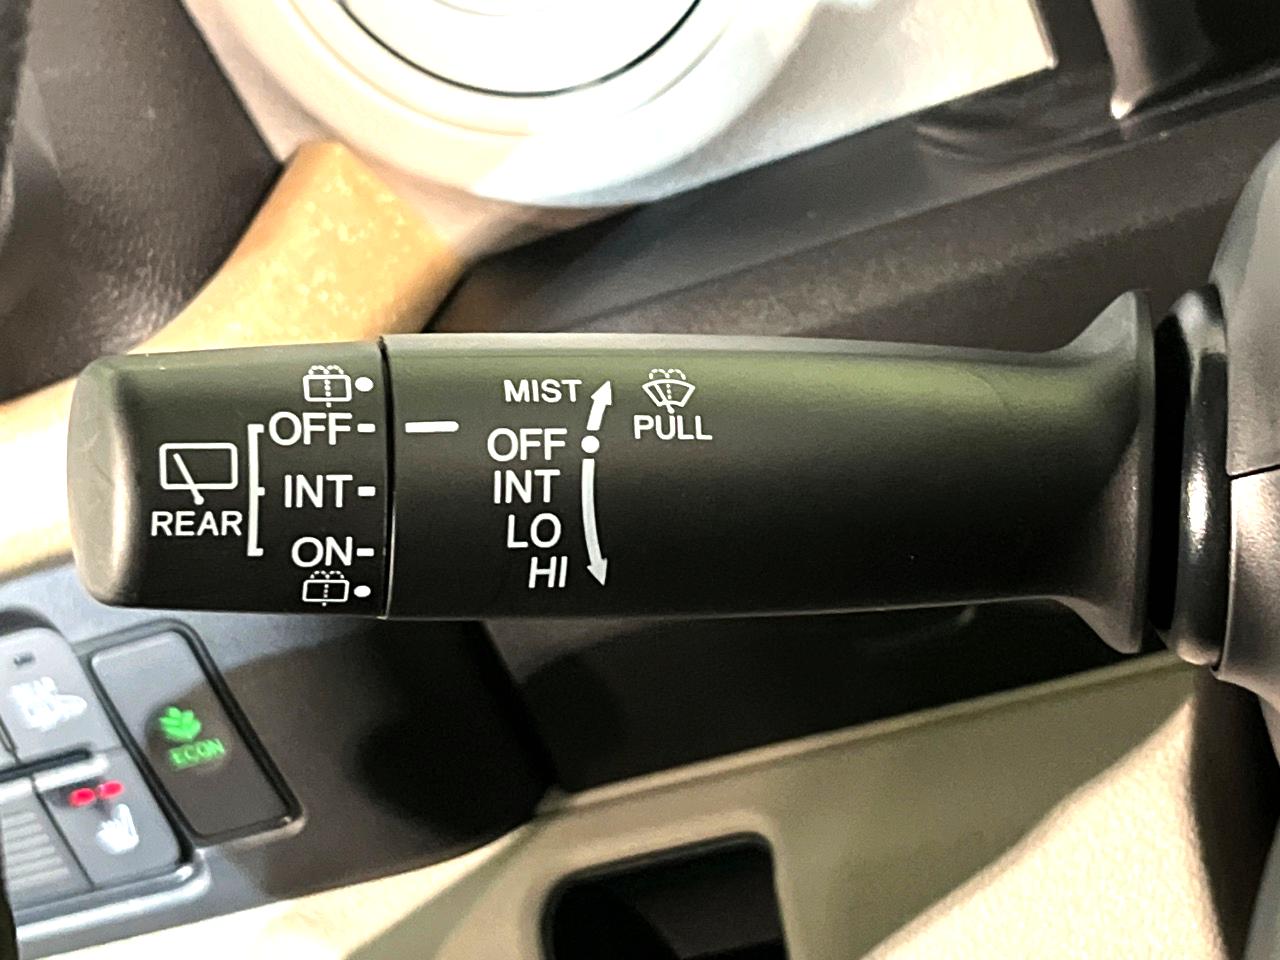 MIST
OFF
INT
LO
HI
PULL
OFF
INT
ON
REAR
ECON